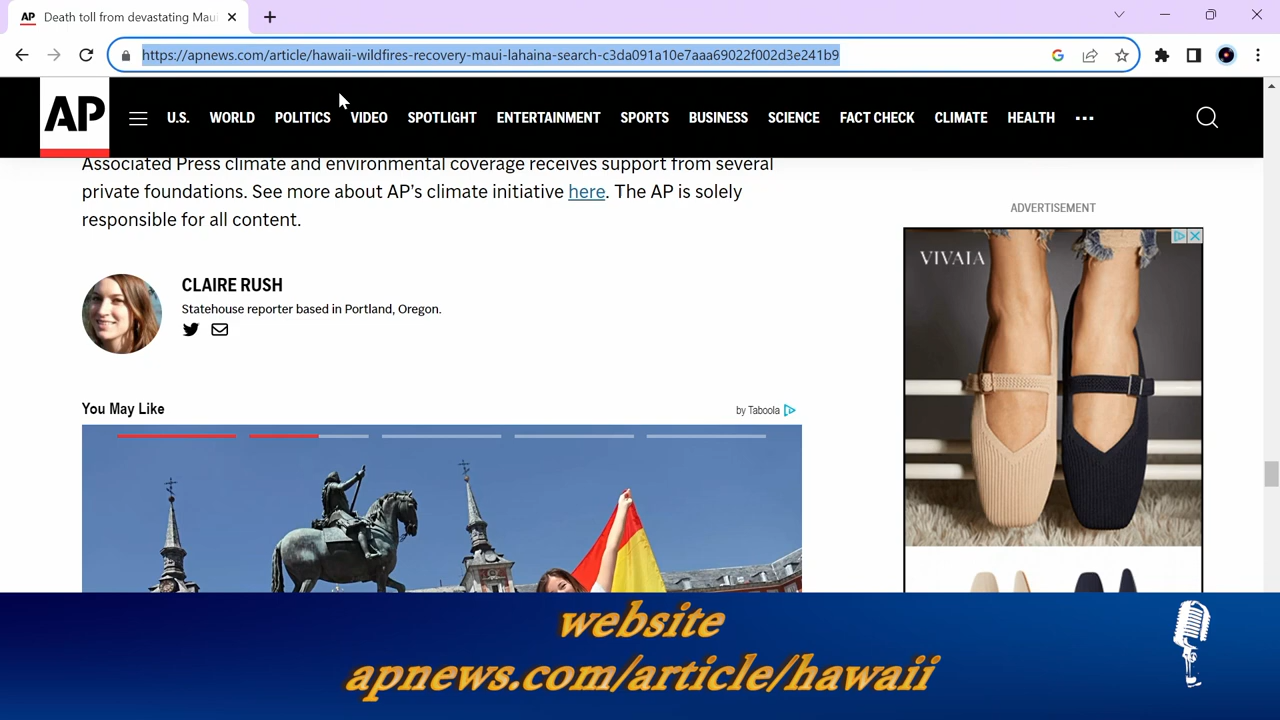 AP
Death toll from devastating Maui
https://apnews.com/article/hawaii-wildfires-recovery-maui-lahaina-search-c3da091a10e7aaa69022f002d3e241b9
AP
U.S.
WORLD
POLITICS
VIDEO
SPOTLIGHT
ENTERTAINMENT
SPORTS
BUSINESS
SCIENCE
FACT CHECK
CLIMATE
HEALTH
Associated Press climate and environmental coverage receives support from several
private foundations. See more about AP's climate initiative here. The AP is solely
responsible for all content.
ADVERTISEMENT
VIVAIA
CLAIRE RUSH
Statehouse reporter based in Portland, Oregon.
You May Like
by Taboola
website
apnews.com/article/hawaii